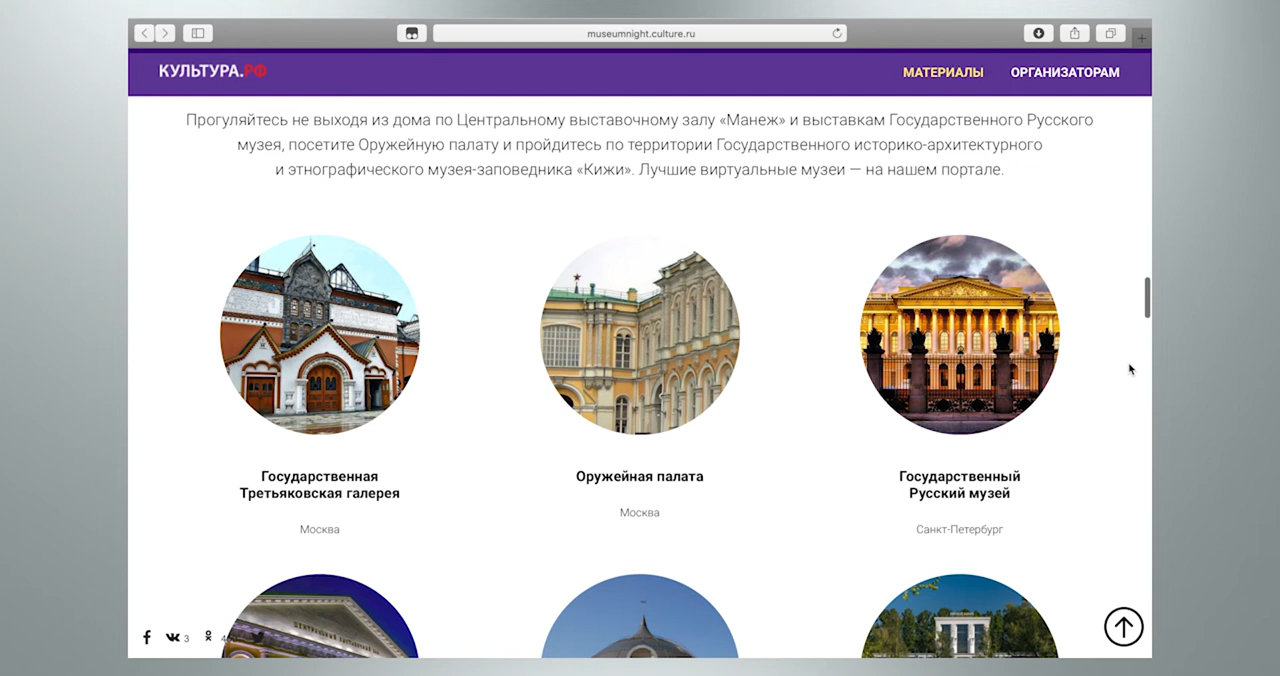 museumnight.culture.ru
КУЛЬТУРА.РФ
МАТЕРИАЛЫ
ОРГАНИЗАТОРАМ
Прогуляйтесь не выходя из дома по Центральному выставочному залу «Манеж» и выставкам Государственного Русского
музея, посетите Оружейную палату и пройдитесь по территории Государственного историко-архитектурного
и этнографического музея-заповедника «Кижи». Лучшие виртуальные музеи — на нашем портале.
Государственная
Третьяковская галерея
Москва
Оружейная палата
Москва
Государственный
Русский музей
Санкт-Петербург
3